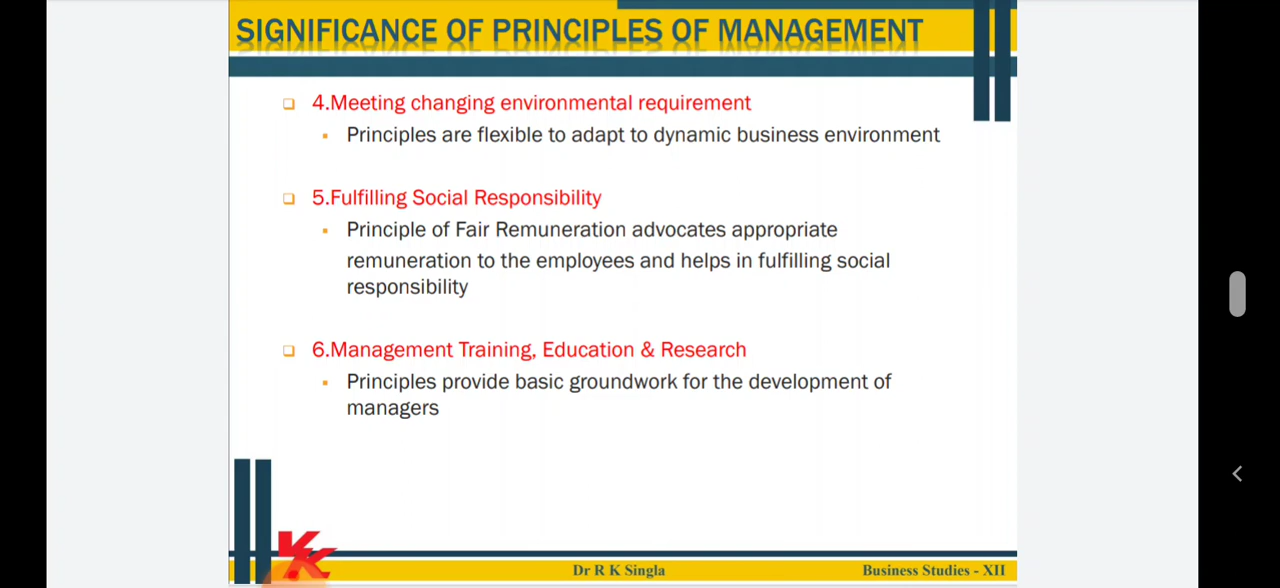 SIGNIFICANCE OF PRINCIPLES OF MANAGEMENT
4.Meeting changing environmental requirement
Principles are flexible to adapt to dynamic business environment
5.Fulfilling Social Responsibility
Principle of Fair Remuneration advocates appropriate
remuneration to the employees and helps in fulfilling social
responsibility
6.Management Training, Education & Research
Principles provide basic groundwork for the development of
managers
KK
Dr R K Singla
Business Studies - XII